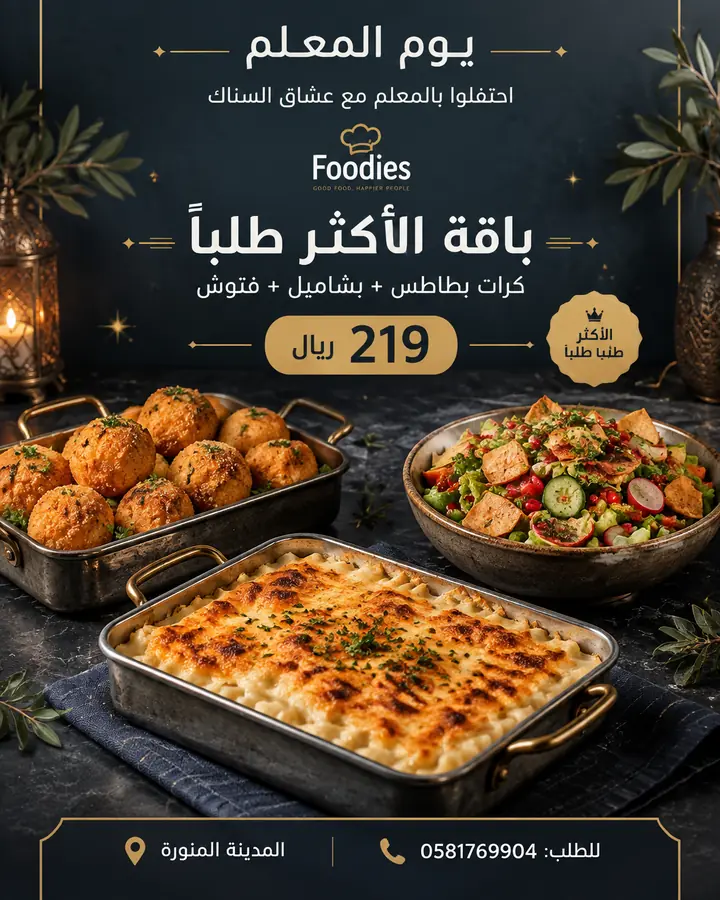 يوم المعلم
احتفلوا بالمعلم مع عشاق السناك
Foodies
GOOD FOOD, HAPPIER PEOPLE
باقة الأكثر طلباً
كرات بطاطس + بشاميل + فتوش
219 ريال
الأكثر
طلبا طلبأ
للطلب: 0581769904
المدينة المنورة